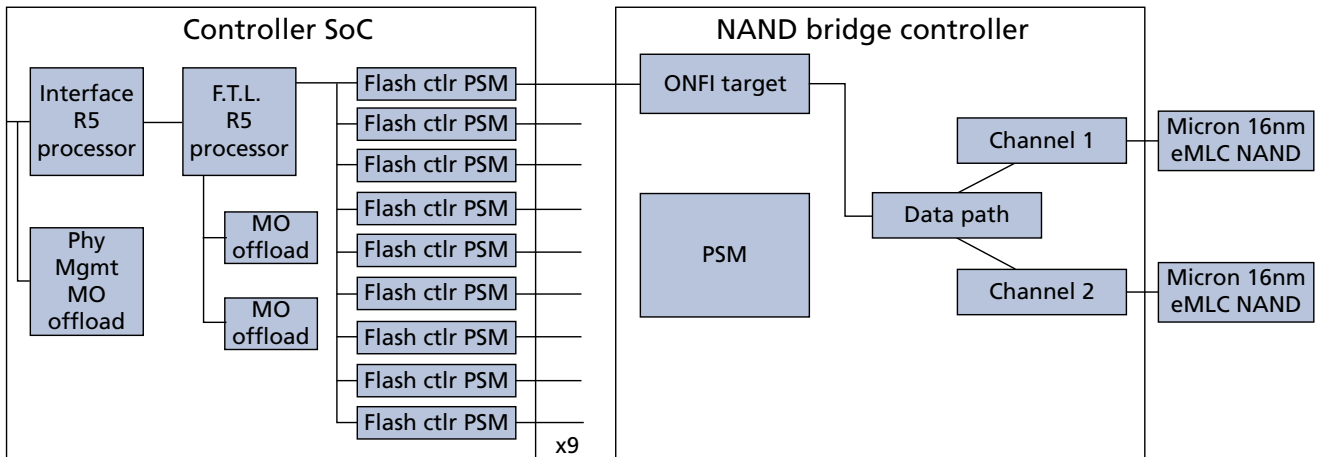 Controller SoC
Interface
R5
processor
F.T.L.
R5
processor
Phy
Mgmt
MO
offload
MO
offload
MO
offload
Flash ctlr PSM
Flash ctlr PSM
Flash ctlr PSM
Flash ctlr PSM
Flash ctlr PSM
Flash ctlr PSM
Flash ctlr PSM
Flash ctlr PSM
Flash ctlr PSM
x9
NAND bridge controller
ONFI target
PSM
Data path
Channel 1
Channel 2
Micron 16nm
eMLC NAND
Micron 16nm
eMLC NAND